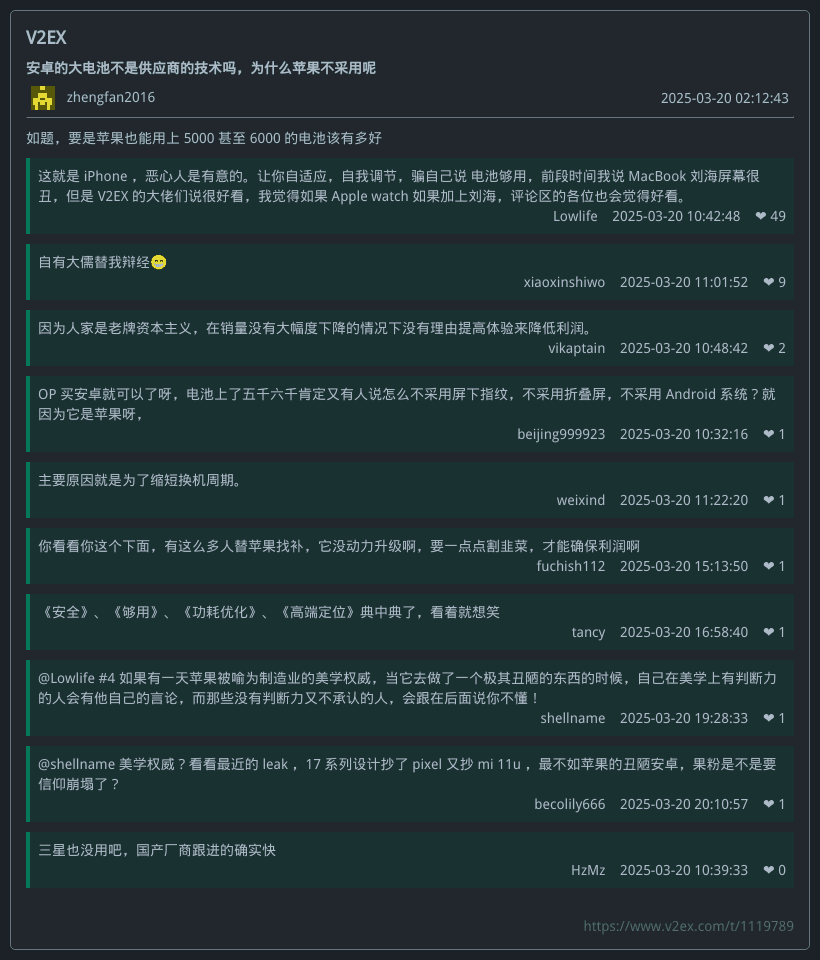 V2EX
安卓的大电池不是供应商的技术吗，为什么苹果不采用呢
zhengfan2016
2025-03-20 02:12:43
如题，要是苹果也能用上 5000 甚至 6000 的电池该有多好
这就是 iPhone ，恶心人是有意的。让你自适应，自我调节，骗自己说 电池够用，前段时间我说 MacBook 刘海屏幕很
丑，但是 V2EX 的大佬们说很好看，我觉得如果 Apple watch 如果加上刘海，评论区的各位也会觉得好看。
Lowlife 2025-03-20 10:42:48 ❤ 49
自有大儒替我辩经😁
xiaoxinshiwo 2025-03-20 11:01:52 ❤ 9
因为人家是老牌资本主义，在销量没有大幅度下降的情况下没有理由提高体验来降低利润。
vikaptain 2025-03-20 10:48:42 ❤ 2
OP 买安卓就可以了呀，电池上了五千六千肯定又有人说怎么不采用屏下指纹，不采用折叠屏，不采用 Android 系统？就
因为它是苹果呀，
beijing999923 2025-03-20 10:32:16 ❤ 1
主要原因就是为了缩短换机周期。
weixind 2025-03-20 11:22:20 ❤ 1
你看看你这个下面，有这么多人替苹果找补，它没动力升级啊，要一点点割韭菜，才能确保利润啊
fuchish112 2025-03-20 15:13:50 ❤ 1
《安全》、《够用》、《功耗优化》、《高端定位》典中典了，看着就想笑
tancy 2025-03-20 16:58:40 ❤ 1
@Lowlife #4 如果有一天苹果被喻为制造业的美学权威，当它去做了一个极其丑陋的东西的时候，自己在美学上有判断力
的人会有他自己的言论，而那些没有判断力又不承认的人，会跟在后面说你不懂！
shellname 2025-03-20 19:28:33 ❤ 1
@shellname 美学权威？看看最近的 leak ，17 系列设计抄了 pixel 又抄 mi 11u ，最不如苹果的丑陋安卓，果粉是不是要
信仰崩塌了？
becolily666 2025-03-20 20:10:57 ❤ 1
三星也没用吧，国产厂商跟进的确实快
HzMz 2025-03-20 10:39:33 ❤ 0
https://www.v2ex.com/t/1119789